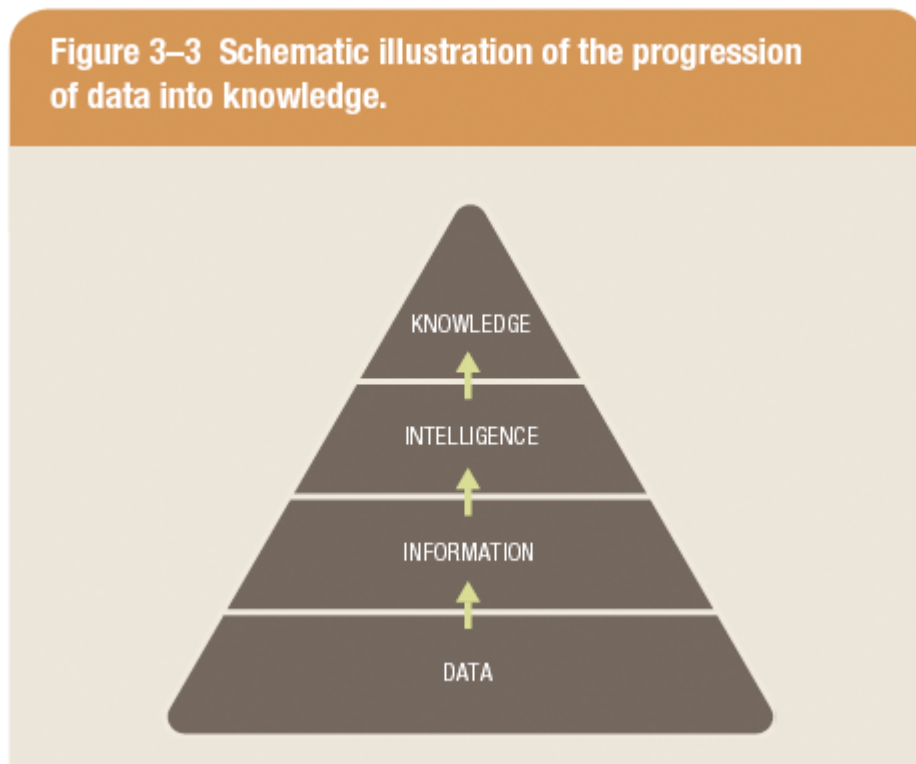 Figure 3–3 Schematic illustration of the progression
of data into knowledge.
KNOWLEDGE
INTELLIGENCE
INFORMATION
DATA